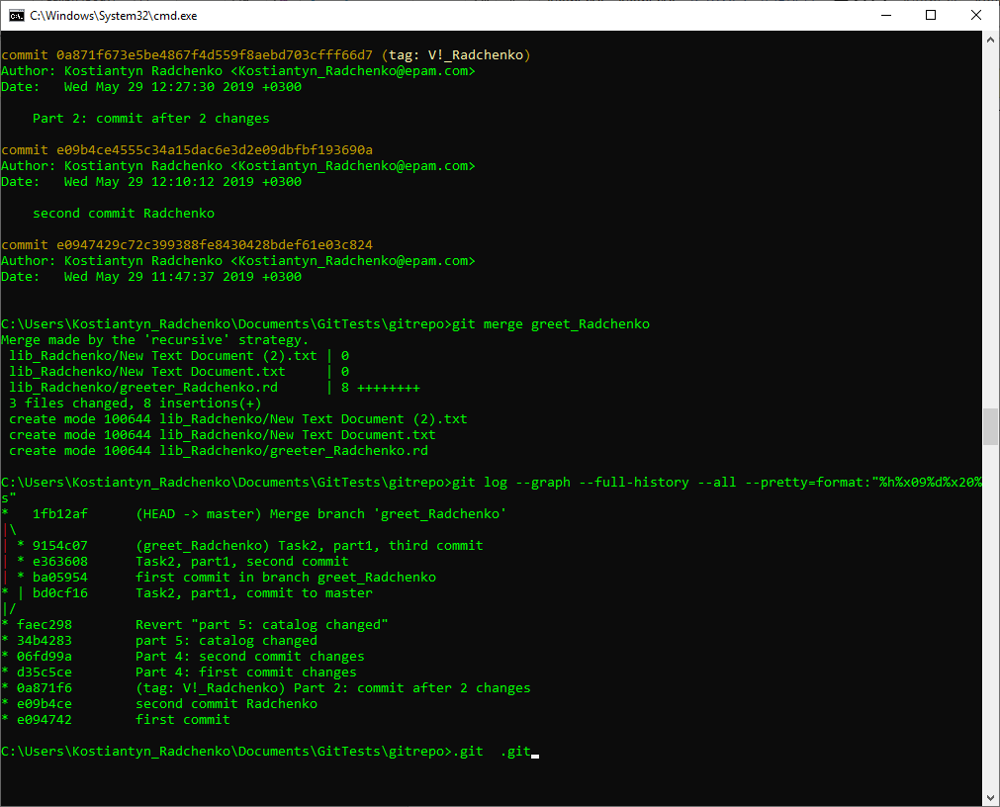 C:\Windows\System32\cmd.exe
commit 0a871f673e5be4867f4d559f8aebd703cfff66d7 (tag: V!_Radchenko)
Author: Kostiantyn Radchenko <Kostiantyn_Radchenko@epam.com>
Date:   Wed May 29 12:27:30 2019 +0300
    Part 2: commit after 2 changes
commit e09b4ce4555c34a15dac6e3d2e09dbfbf193690a
Author: Kostiantyn Radchenko <Kostiantyn_Radchenko@epam.com>
Date:   Wed May 29 12:10:12 2019 +0300
    second commit Radchenko
commit e0947429c72c399388fe8430428bdef61e03c824
Author: Kostiantyn Radchenko <Kostiantyn_Radchenko@epam.com>
Date:   Wed May 29 11:47:37 2019 +0300
C:\Users\Kostiantyn_Radchenko\Documents\GitTests\gitrepo>git merge greet_Radchenko
Merge made by the 'recursive' strategy.
 lib_Radchenko/New Text Document (2).txt | 0
 lib_Radchenko/New Text Document.txt     | 0
 lib_Radchenko/greeter_Radchenko.rd      | 8 ++++++++
 3 files changed, 8 insertions(+)
 create mode 100644 lib_Radchenko/New Text Document (2).txt
 create mode 100644 lib_Radchenko/New Text Document.txt
 create mode 100644 lib_Radchenko/greeter_Radchenko.rd
C:\Users\Kostiantyn_Radchenko\Documents\GitTests\gitrepo>git log --graph --full-history --all --pretty=format:"%h%x09%d%x20%
s"
*   1fb12af      (HEAD -> master) Merge branch 'greet_Radchenko'
|\
| * 9154c07      (greet_Radchenko) Task2, part1, third commit
| * e363608      Task2, part1, second commit
| * ba05954      first commit in branch greet_Radchenko
* | bd0cf16      Task2, part1, commit to master
|/
* faec298        Revert "part 5: catalog changed"
* 34b4283        part 5: catalog changed
* 06fd99a        Part 4: second commit changes
* d35c5ce        Part 4: first commit changes
* 0a871f6        (tag: V!_Radchenko) Part 2: commit after 2 changes
* e09b4ce        second commit Radchenko
* e094742        first commit
C:\Users\Kostiantyn_Radchenko\Documents\GitTests\gitrepo>.git  .git